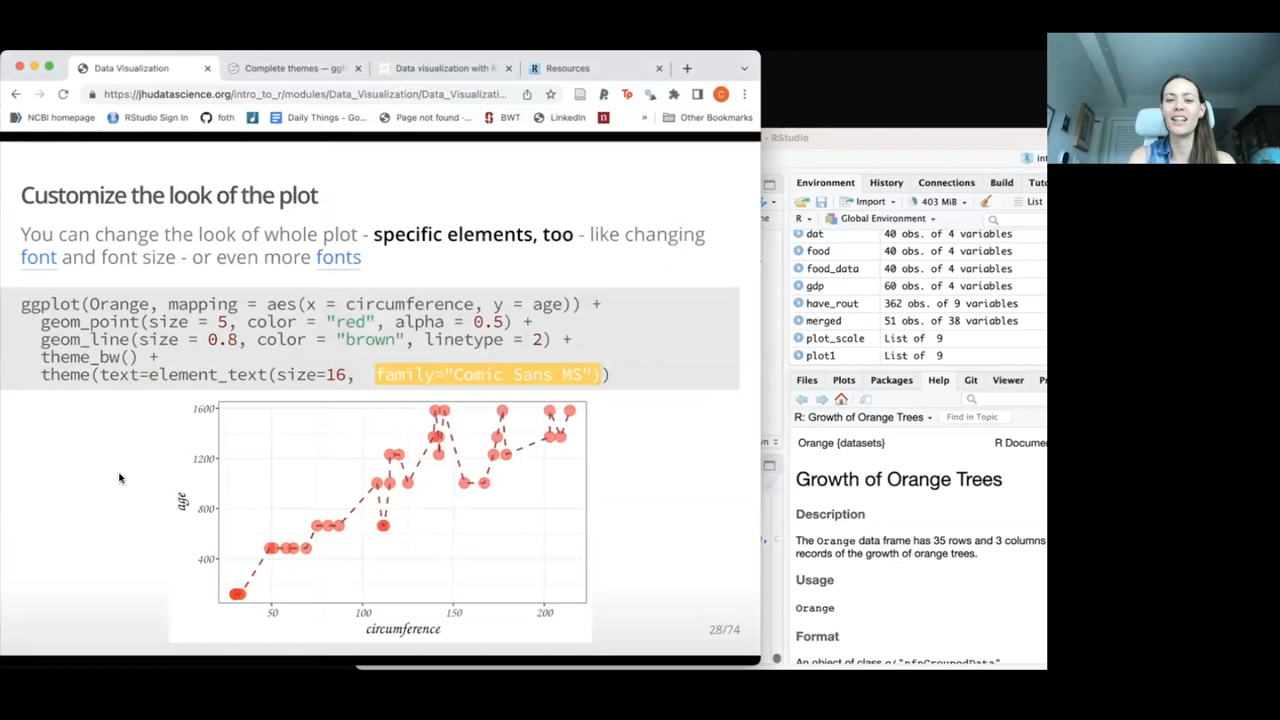 Data Visualization
Complete themes — ggt
Data visualization with R
Resources
https://jhudatascience.org/intro_to_r/modules/Data_Visualization/Data_Visualizati...
Tp
C
NCBI homepage
RStudio Sign In
foth
Daily Things - Go...
Page not found -...
BWT
LinkedIn
n
»
Other Bookmarks
Customize the look of the plot
You can change the look of whole plot - specific elements, too - like changing
font and font size - or even more fonts
ggplot(Orange, mapping = aes(x = circumference, y = age)) +
geom_point(size = 5, color = "red", alpha = 0.5) +
geom_line(size = 0.8, color = "brown", linetype = 2) +
theme_bw() +
theme(text=element_text(size=16, family="Comic Sans MS"))
1600
1200
800
400
age
50
100
150
200
circumference
28/74
- RStudio
Environment
History
Connections
Build
Tuto
Import
403 MiB
List
R
Global Environment
dat 40 obs. of 4 variables
food 40 obs. of 4 variables
food_data 40 obs. of 4 variables
gdp 60 obs. of 4 variables
have_rout 362 obs. of 9 variables
merged 51 obs. of 38 variables
plot_scale List of 9
plot1 List of 9
Files
Plots
Packages
Help
Git
Viewer
R: Growth of Orange Trees
Find in Topic
Orange {datasets}
R Docume
Growth of Orange Trees
Description
The Orange data frame has 35 rows and 3 columns
records of the growth of orange trees.
Usage
Orange
Format